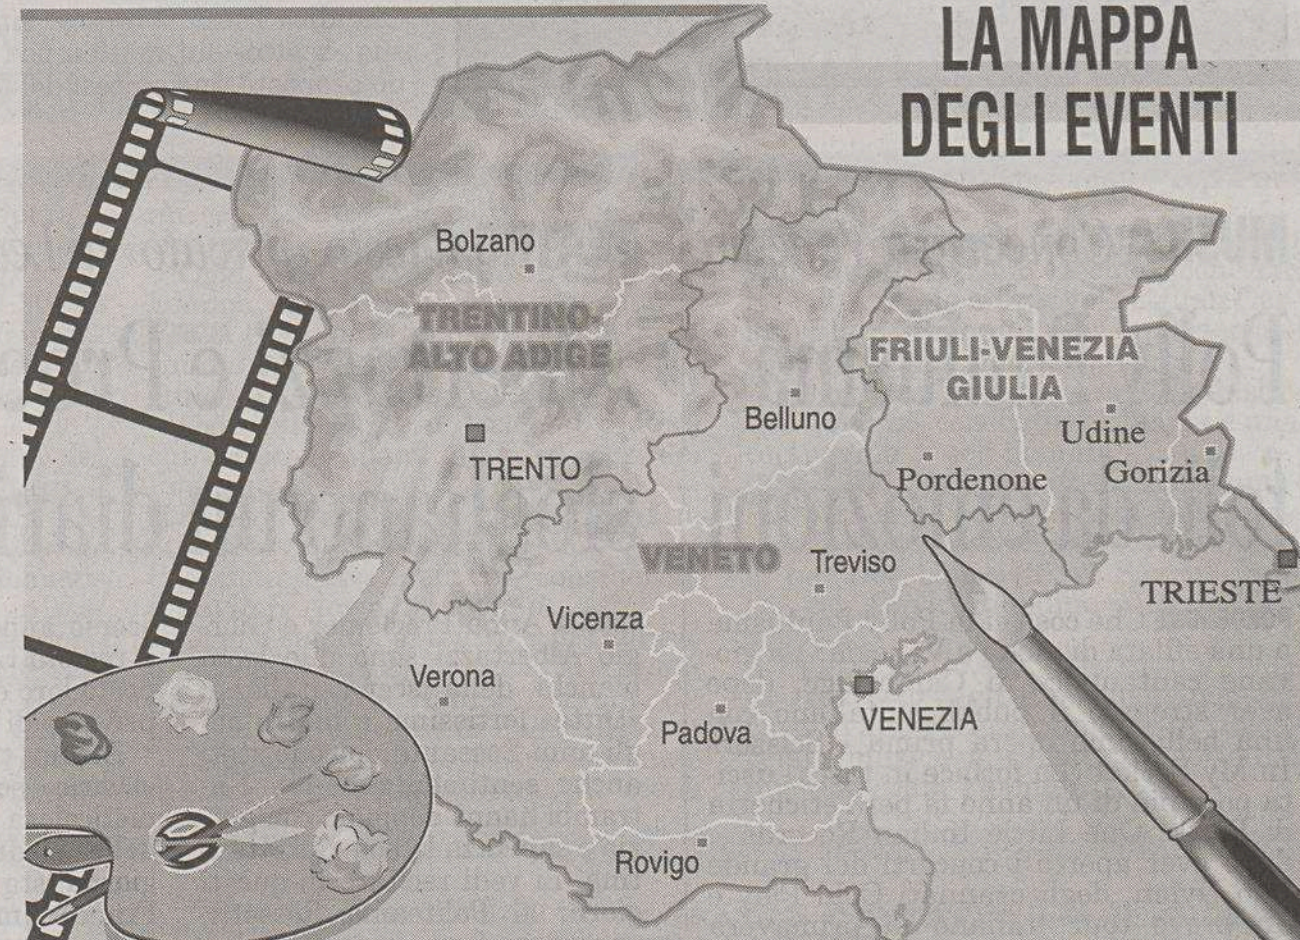 LA MAPPA
DEGLI EVENTI
Bolzano
TRENTINO-
ALTO ADIGE
FRIULI-VENEZIA
GIULIA
Belluno
Udine
TRENTO
Pordenone
Gorizia
VENETO
Treviso
TRIESTE
Vicenza
Verona
VENEZIA
Padova
Rovigo